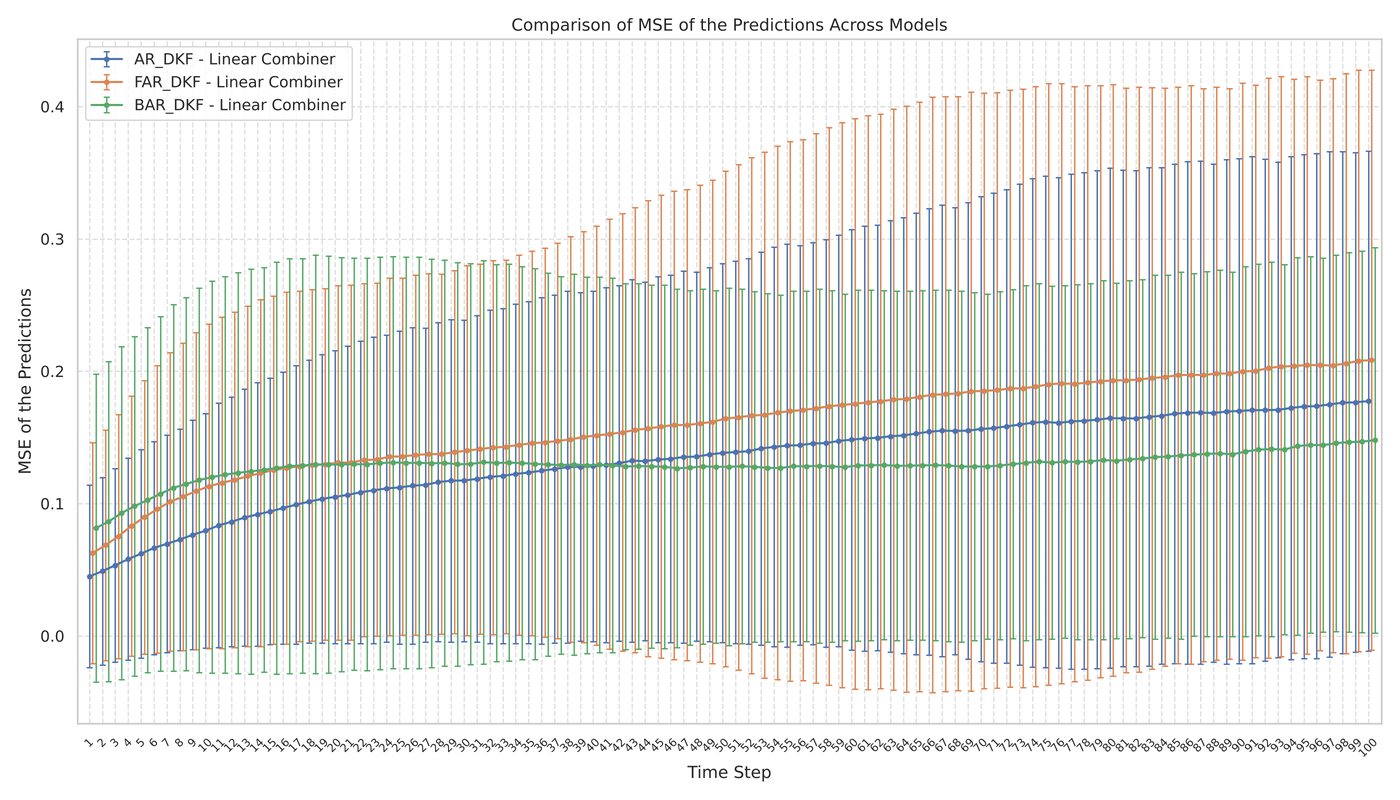 Comparison of MSE of the Predictions Across Models
AR_DKF - Linear Combiner
FAR_DKF - Linear Combiner
BAR_DKF - Linear Combiner
MSE of the Predictions
0.4
0.3
0.2
0.1
0.0
1 2 3 4 5 6 7 8 9 10 11 12 13 14 15 16 17 18 19 20 21 22 23 24 25 26 27 28 29 30 31 32 33 34 35 36 37 38 39 40 41 42 43 44 45 46 47 48 49 50 51 52 53 54 55 56 57 58 59 60 61 62 63 64 65 66 67 68 69 70 71 72 73 74 75 76 77 78 79 80 81 82 83 84 85 86 87 88 89 90 91 92 93 94 95 96 97 98 99 100
Time Step